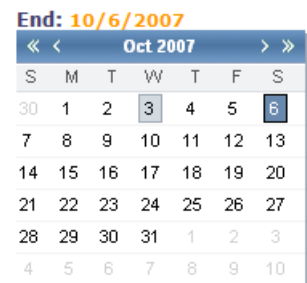 End: 10/6/2007
« < Oct 2007 > »
S M T W T F S
30 1 2 3 4 5 6
7 8 9 10 11 12 13
14 15 16 17 18 19 20
21 22 23 24 25 26 27
28 29 30 31 1 2 3
4 5 6 7 8 9 10